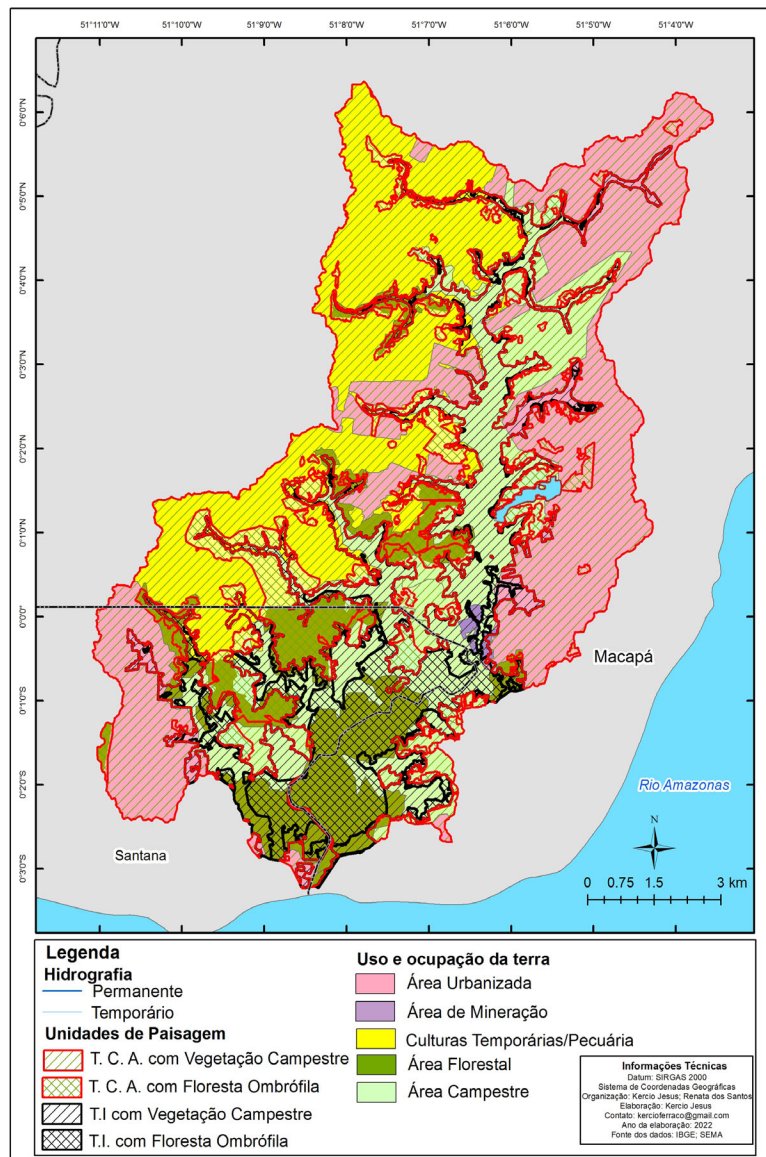 51°11'0"W 51°10'0"W 51°9'0"W 51°8'0"W 51°7'0"W 51°6'0"W 51°5'0"W 51°4'0"W
0°6'0"N
0°5'0"N
0°4'0"N
0°3'0"N
0°2'0"N
0°1'0"N
0°0'0"
0°1'0"S
0°20'S
0°3'0"S
Macapá
Rio Amazonas
Santana
N
0 0.75 1.5 3 km
Legenda
Hidrografia
Permanente
Temporário
Unidades de Paisagem
T. C. A. com Vegetação Campestre
T. C. A. com Floresta Ombrófila
T.I com Vegetação Campestre
T.I. com Floresta Ombrófila
Uso e ocupação da terra
Área Urbanizada
Área de Mineração
Culturas Temporárias/Pecuária
Área Florestal
Área Campestre
Informações Técnicas
Datum: SIRGAS 2000
Sistema de Coordenadas Geográficas
Organização: Kercio Jesus; Renata dos Santos
Elaboração: Kercio Jesus
Contato: kercioferraco@gmail.com
Ano da elaboração: 2022
Fonte dos dados: IBGE; SEMA